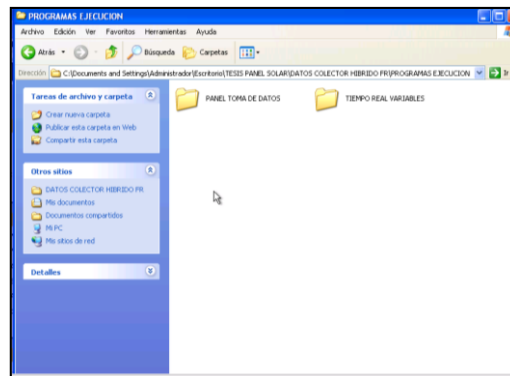 PROGRAMAS EJECUCION
Archivo Edición Ver Favoritos Herramientas Ayuda
Atrás Búsqueda Carpetas
Dirección C:\Documents and Settings\Administrador\Escritorio\TESIS PANEL SOLAR\DATOS COLECTOR HIBRIDO FR\PROGRAMAS EJECUCION Ir
Tareas de archivo y carpeta
Crear nueva carpeta
Publicar esta carpeta en Web
Compartir esta carpeta
Otros sitios
DATOS COLECTOR HIBRIDO FR
Mis documentos
Documentos compartidos
Mi PC
Mis sitios de red
Detalles
PANEL TOMA DE DATOS
TIEMPO REAL VARIABLES